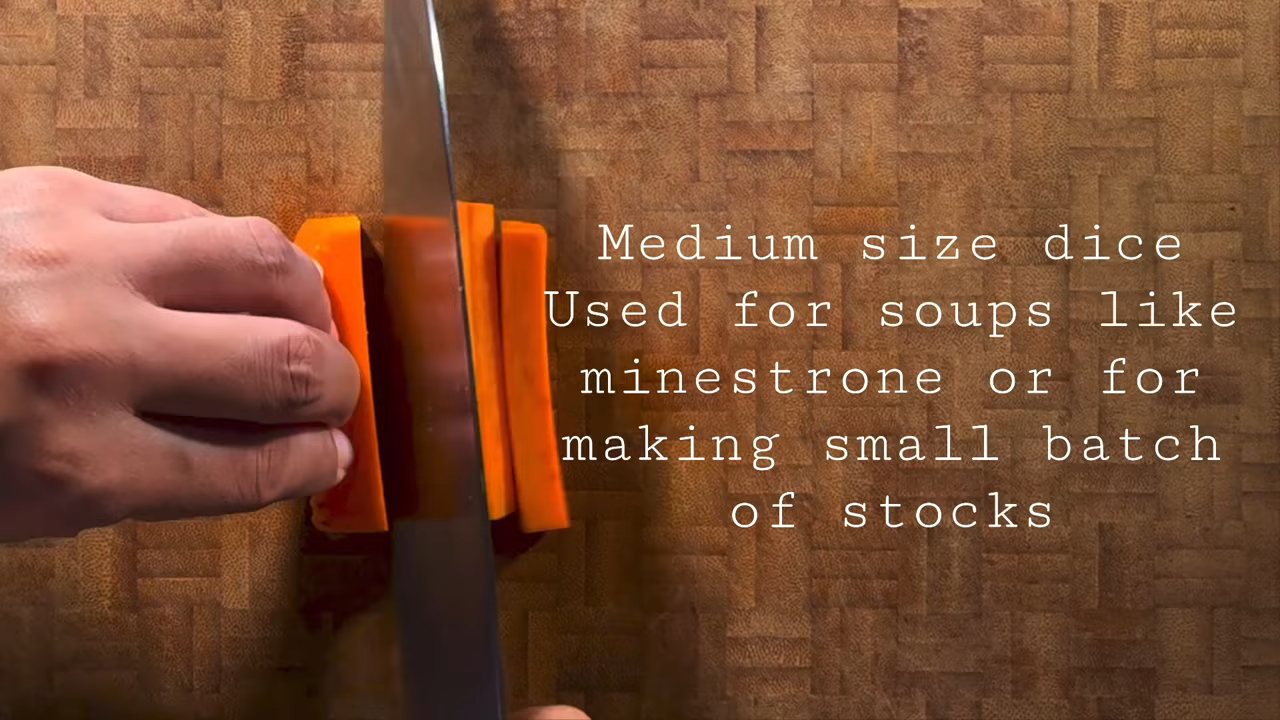 Medium size dice
Used for soups like
minestrone or for
making small batch
of stocks